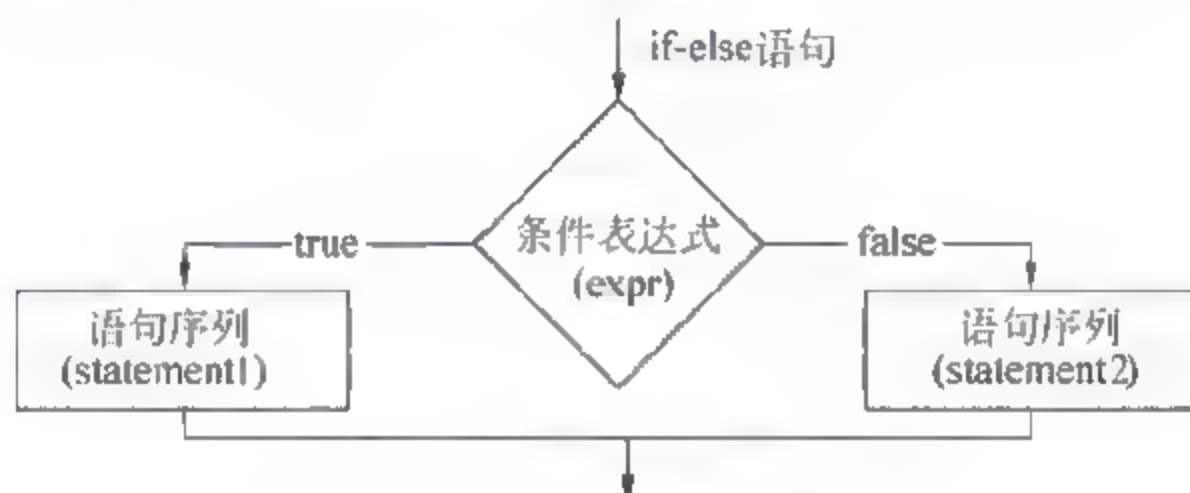 if-else语句
true
条件表达式
(expr)
false
语句序列
(statement1)
语句序列
(statement2)